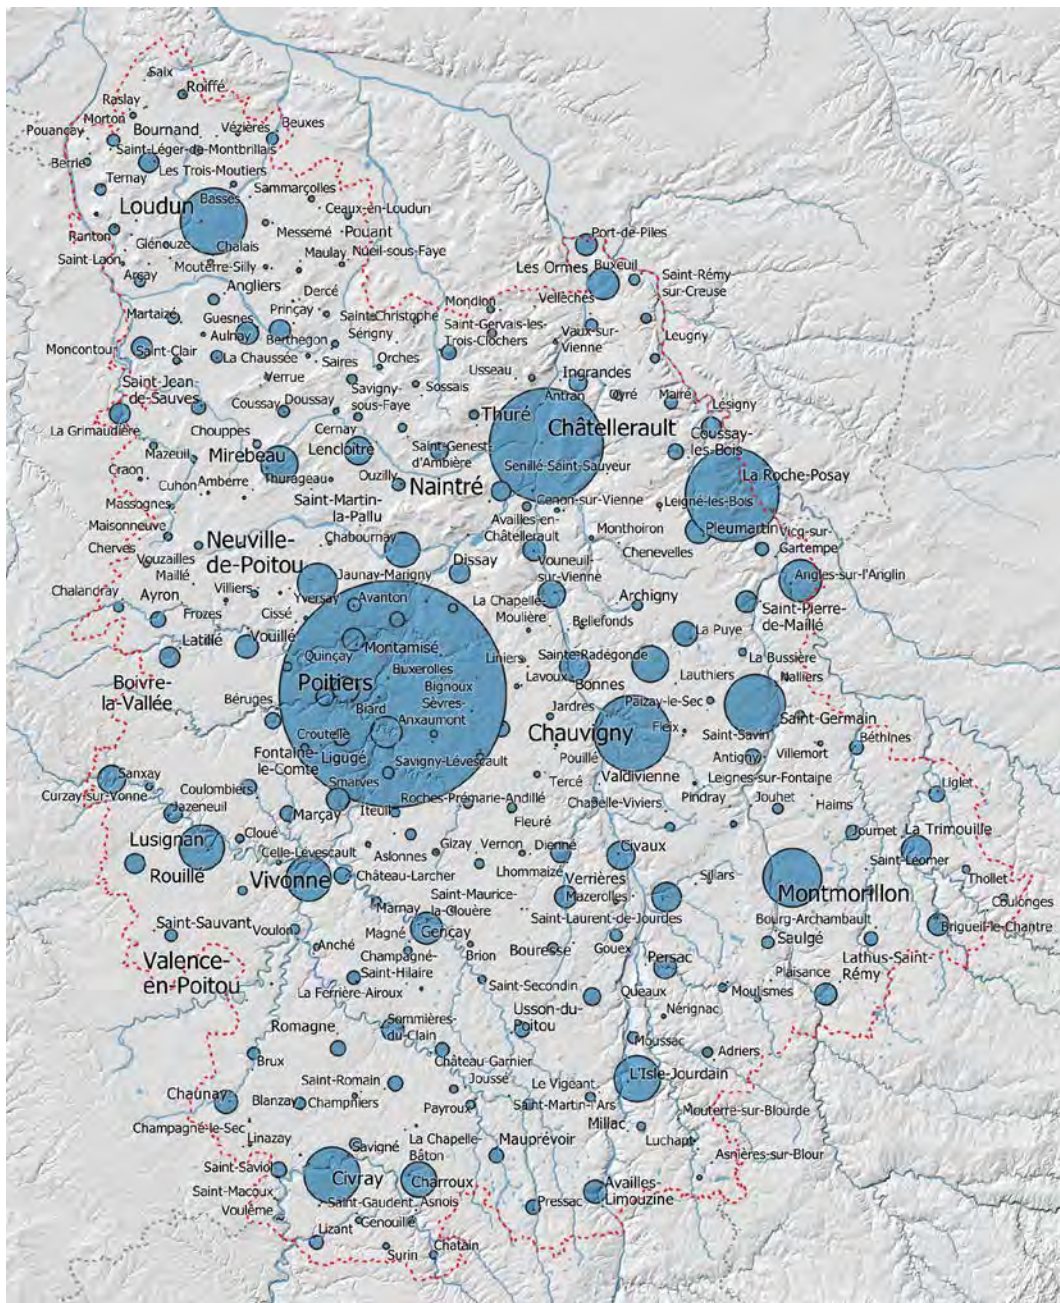 Saix
Roiffé
Raslay
Morton
Pouançay
Bournand
Vézières
Beuxes
Saint-Léger-de-Montbrillais
Berrie
Les Trois-Moutiers
Ternay
Sammarçolles
Basses
Loudun
Ceaux-en-Loudun
Ranton
Messemé
Pouant
Glénouze
Chalais
Maulay
Nueil-sous-Faye
Saint-Laon
Mouterre-Silly
Arçay
Angliers
Dercé
Port-de-Piles
Les Ormes
Buxeuil
Saint-Rémy-
sur-Creuse
Mondion
Vellèches
Martaizé
Guesnes
Prinçay
Sainte-Christophe
Saint-Gervais-les-
Trois-Clochers
Vaux-sur-
Vienne
Leugny
Aulnay
Berthegon
Sérigny
Moncontour
Saint-Clair
La Chaussée
Saires
Orches
Usseau
Ingrandes
Verrue
Saint-Jean-
de-Sauves
Savigny-
sous-Faye
Sossais
Antran
Oyré
Mairé
Lésigny
Coussay
Doussay
Thuré
Châtellerault
Coussay-
les-Bois
La Grimaudière
Chouppes
Cernay
Mazeuil
Mirebeau
Lencloître
Saint-Genest-
d'Ambière
Senillé-Saint-Sauveur
La Roche-Posay
Craon
Cuhon
Amberre
Thurageau
Ouzilly
Naintré
Massognes
Saint-Martin-
la-Pallu
Cenon-sur-Vienne
Leigné-les-Bois
Maisonneuve
Availles-en-
Châtellerault
Monthoiron
Pleumartin
Vicq-sur-
Gartempe
Cherves
Neuville-
de-Poitou
Chabournay
Chenevelles
Vouzailles
Maillé
Dissay
Vouneuil-
sur-Vienne
Angles-sur-l'Anglin
Jaunay-Marigny
Chalandray
Ayron
Villiers
Yversay
Avanton
La Chapelle-
Moulière
Archigny
Saint-Pierre-
de-Maillé
Frozes
Cissé
Bellefonds
La Puye
Latillé
Vouillé
Montamisé
Quinçay
Buxerolles
Liniers
Sainte-Radégonde
La Bussière
Boivre-
la-Vallée
Poitiers
Bignoux
Lavoux
Bonnes
Lauthiers
Nalliers
Béruges
Biard
Sèvres-
Anxaumont
Jardres
Paizay-le-Sec
Saint-Germain
Croutelle
Chauvigny
Fleix
Saint-Savin
Béthines
Fontaine-
le-Comte
Ligugé
Savigny-Lévescault
Pouillé
Antigny
Villemort
Sanxay
Smarves
Tercé
Valdivienne
Leignes-sur-Fontaine
Curzay-sur-Vonne
Coulombiers
Iteuil
Roches-Prémarie-Andillé
Chapelle-Viviers
Pindray
Jouhet
Haims
Liglet
Jazeneuil
Marçay
Fleuré
Lusignan
Cloué
Aslonnes
Gizay
Vernon
Dienné
Civaux
Journet
La Trimouille
Rouillé
Celle-Lévescault
Château-Larcher
Lhommaizé
Verrières
Sillars
Saint-Léomer
Thollet
Vivonne
Saint-Maurice-
la-Clouère
Mazerolles
Montmorillon
Coulonges
Saint-Sauvant
Marnay
Saint-Laurent-de-Jourdes
Bourg-Archambault
Brigueil-le-Chantre
Voulon
Magné
Gençay
Anché
Bouresse
Gouex
Saulgé
Champagné-
Saint-Hilaire
Brion
Persac
Lathus-Saint-
Rémy
Valence-
en-Poitou
Plaisance
La Ferrière-Airoux
Saint-Secondin
Queaux
Moulismes
Nérignac
Romagne
Sommières-
du-Clain
Usson-du-
Poitou
Moussac
Brux
Château-Garnier
Adriers
Saint-Romain
Joussé
L'Isle-Jourdain
Le Vigeant
Chaunay
Blanzay
Champniers
Payroux
Saint-Martin-l'Ars
Mouterre-sur-Blourde
Champagné-le-Sec
Millac
Luchapt
Linazay
Savigné
La Chapelle-
Bâton
Mauprévoir
Asnières-sur-Blour
Saint-Saviol
Civray
Charroux
Availles-
Limouzine
Saint-Macoux
Saint-Gaudent
Asnois
Pressac
Voulême
Genouillé
Lizant
Surin
Chatain